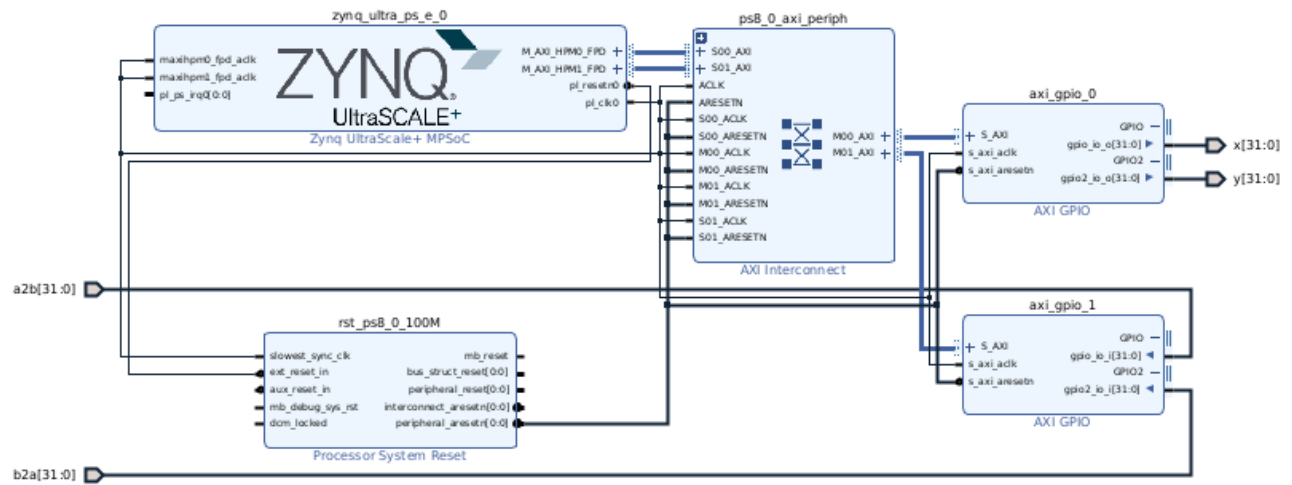 zynq_ultra_ps_e_0
maxihpm0_fpd_aclk
maxihpm1_fpd_aclk
pl_ps_irq0[0:0]
ZYNQ
UltraSCALE+
M_AXI_HPM0_FPD
M_AXI_HPM1_FPD
pl_resetn0
pl_clk0
Zynq UltraScale+ MPSoC
ps8_0_axi_periph
S00_AXI
S01_AXI
ACLK
ARESETN
S00_ACLK
S00_ARESETN
M00_ACLK
M00_ARESETN
M01_ACLK
M01_ARESETN
S01_ACLK
S01_ARESETN
M00_AXI
M01_AXI
AXI Interconnect
axi_gpio_0
S_AXI
s_axi_aclk
s_axi_aresetn
GPIO
gpio_io_o[31:0]
GPIO2
gpio2_io_o[31:0]
AXI GPIO
x[31:0]
y[31:0]
a2b[31:0]
rst_ps8_0_100M
slowest_sync_clk
ext_reset_in
aux_reset_in
mb_debug_sys_rst
dcm_locked
mb_reset
bus_struct_reset[0:0]
peripheral_reset[0:0]
interconnect_aresetn[0:0]
peripheral_aresetn[0:0]
Processor System Reset
axi_gpio_1
S_AXI
s_axi_aclk
s_axi_aresetn
GPIO
gpio_io_i[31:0]
GPIO2
gpio2_io_i[31:0]
AXI GPIO
b2a[31:0]